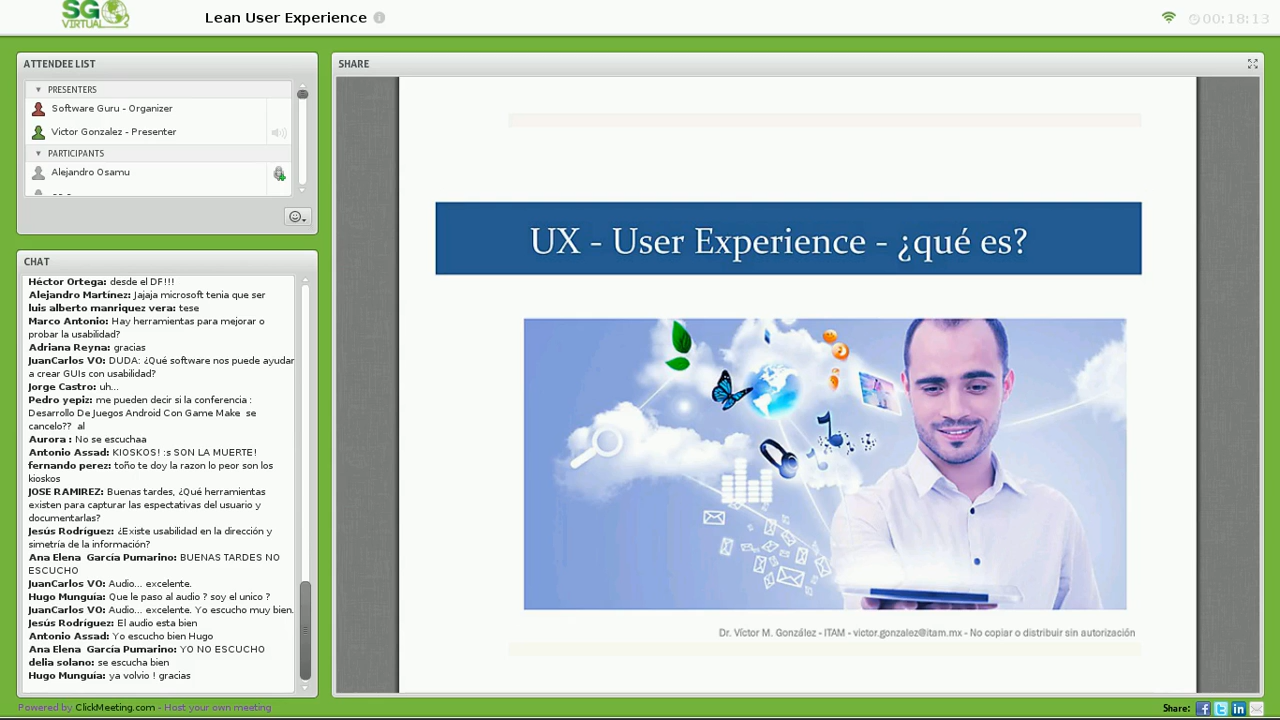 SG
VIRTUAL
Lean User Experience
00:18:13
ATTENDEE LIST
PRESENTERS
Software Guru - Organizer
Victor Gonzalez - Presenter
PARTICIPANTS
Alejandro Osamu
CHAT
Héctor Ortega: desde el DF!!!
Alejandro Martínez: Jajaja microsoft tenia que ser
luis alberto manriquez vera: tese
Marco Antonio: Hay herramientas para mejorar o
probar la usabilidad?
Adriana Reyna: gracias
JuanCarlos VO: DUDA: ¿Qué software nos puede ayudar
a crear GUIs con usabilidad?
Jorge Castro: uh...
Pedro yepiz: me pueden decir si la conferencia :
Desarrollo De Juegos Android Con Game Make se
cancelo?? al
Aurora : No se escuchaa
Antonio Assad: KIOSKOS! :s SON LA MUERTE!
fernando perez: toño te doy la razon lo peor son los
kioskos
JOSE RAMIREZ: Buenas tardes, ¿Qué herramientas
existen para capturar las espectativas del usuario y
documentarlas?
Jesús Rodríguez: ¿Existe usabilidad en la dirección y
simetría de la información?
Ana Elena García Pumarino: BUENAS TARDES NO
ESCUCHO
JuanCarlos VO: Audio... excelente.
Hugo Munguía: Que le paso al audio ? soy el unico ?
JuanCarlos VO: Audio... excelente. Yo escucho muy bien.
Jesús Rodríguez: El audio esta bien
Antonio Assad: Yo escucho bien Hugo
Ana Elena García Pumarino: YO NO ESCUCHO
delia solano: se escucha bien
Hugo Munguía: ya volvio ! gracias
SHARE
UX - User Experience - ¿qué es?
Dr. Víctor M. González - ITAM - victor.gonzalez@itam.mx - No copiar o distribuir sin autorización
Powered by ClickMeeting.com - Host your own meeting
Share: